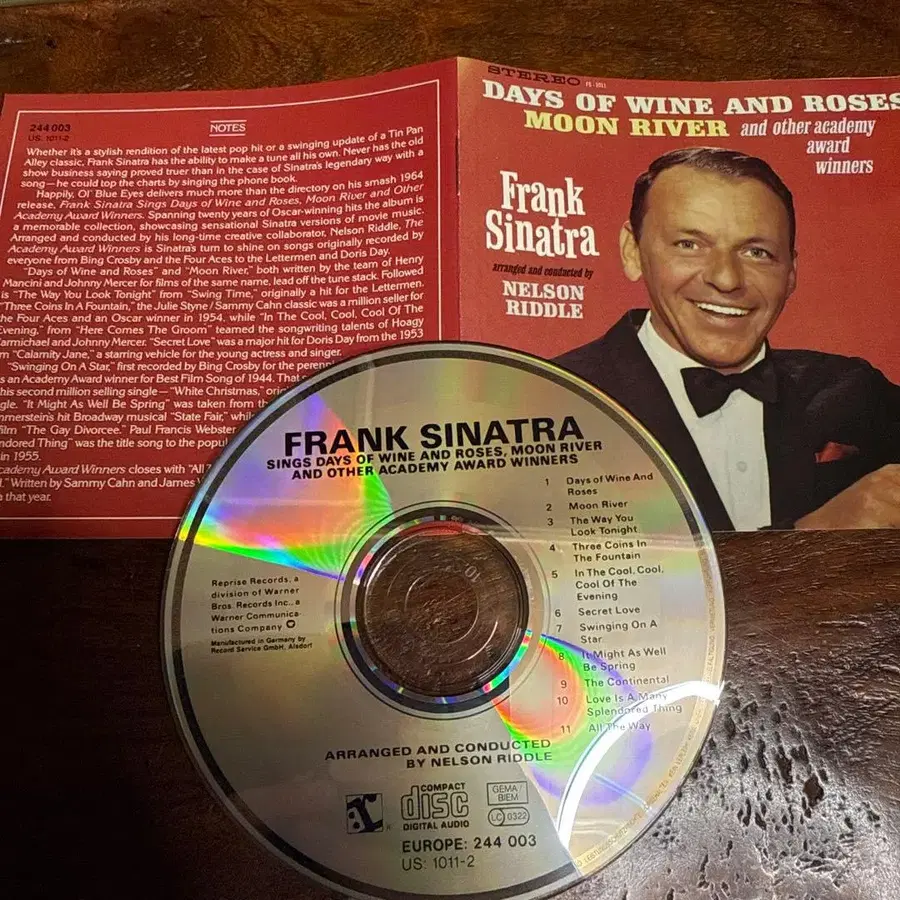 244 003
US: 1011-2
NOTES
Whether it's a stylish rendition of the latest pop hit or a swinging update of a Tin Pan
Alley classic, Frank Sinatra has the ability to make a tune all his own. Never has the old
show business saying proved truer than in the case of Sinatra's legendary way with a
song—he could top the charts by singing the phone book.
Happily, Ol' Blue Eyes delivers much more than the directory on his smash 1964
release, Frank Sinatra Sings Days of Wine and Roses, Moon River and Other
Academy Award Winners. Spanning twenty years of Oscar-winning hits the album is
a memorable collection, showcasing sensational Sinatra versions of movie music.
Arranged and conducted by his long-time creative collaborator, Nelson Riddle, The
Academy Award Winners is Sinatra's turn to shine on songs originally recorded by
everyone from Bing Crosby and the Four Aces to the Lettermen and Doris Day.
"Days of Wine and Roses" and "Moon River," both written by the team of Henry
Mancini and Johnny Mercer for films of the same name, lead off the tune stack. Followed
is "The Way You Look Tonight" from "Swing Time," originally a hit for the Lettermen.
"Three Coins In A Fountain," the Julie Styne / Sammy Cahn classic was a million seller for
the Four Aces and an Oscar winner in 1954, while "In The Cool, Cool, Cool Of The
Evening," from "Here Comes The Groom" teamed the songwriting talents of Hoagy
Carmichael and Johnny Mercer. "Secret Love" was a major hit for Doris Day from the 1953
"Calamity Jane," a starring vehicle for the young actress and singer.
"Swinging On A Star," first recorded by Bing Crosby for the
an Academy Award winner for Best Film Song of 1944. That
his second million selling single—"White Christmas,"
"It Might As Well Be Spring" was taken from
hit Broadway musical "State Fair,"
film "The Gay Divorcee." Paul Francis Webster
Thing" was the title song to the
in 1955.
Academy Award Winners closes with
Written by Sammy Cahn and James
that year.
STEREO FS-1011
DAYS OF WINE AND ROSES
MOON RIVER and other academy
award
winners
Frank
Sinatra
arranged and conducted by
NELSON
RIDDLE
FRANK SINATRA
SINGS DAYS OF WINE AND ROSES, MOON RIVER
AND OTHER ACADEMY AWARD WINNERS
1 Days of Wine And
Roses
2 Moon River
3 The Way You
Look Tonight
4 Three Coins In
The Fountain
5 In The Cool, Cool,
Cool Of The
Evening
6 Secret Love
7 Swinging On A
Star
8 It Might As Well
Be Spring
9 The Continental
10 Love Is A Many
Splendored Thing
11 All The Way
Reprise Records, a
division of Warner
Bros. Records Inc., a
Warner Communica-
tions Company
Manufactured in Germany by
Record Service GmbH, Alsdorf
ARRANGED AND CONDUCTED
BY NELSON RIDDLE
COMPACT
disc
DIGITAL AUDIO
GEMA/
BIEM
LC 0322
EUROPE: 244 003
US: 1011-2